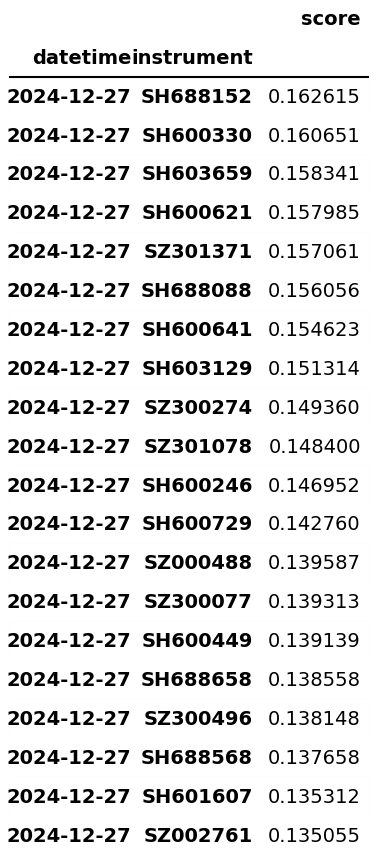 score
datetime instrument
2024-12-27 SH688152 0.162615
2024-12-27 SH600330 0.160651
2024-12-27 SH603659 0.158341
2024-12-27 SH600621 0.157985
2024-12-27 SZ301371 0.157061
2024-12-27 SH688088 0.156056
2024-12-27 SH600641 0.154623
2024-12-27 SH603129 0.151314
2024-12-27 SZ300274 0.149360
2024-12-27 SZ301078 0.148400
2024-12-27 SH600246 0.146952
2024-12-27 SH600729 0.142760
2024-12-27 SZ000488 0.139587
2024-12-27 SZ300077 0.139313
2024-12-27 SH600449 0.139139
2024-12-27 SH688658 0.138558
2024-12-27 SZ300496 0.138148
2024-12-27 SH688568 0.137658
2024-12-27 SH601607 0.135312
2024-12-27 SZ002761 0.135055